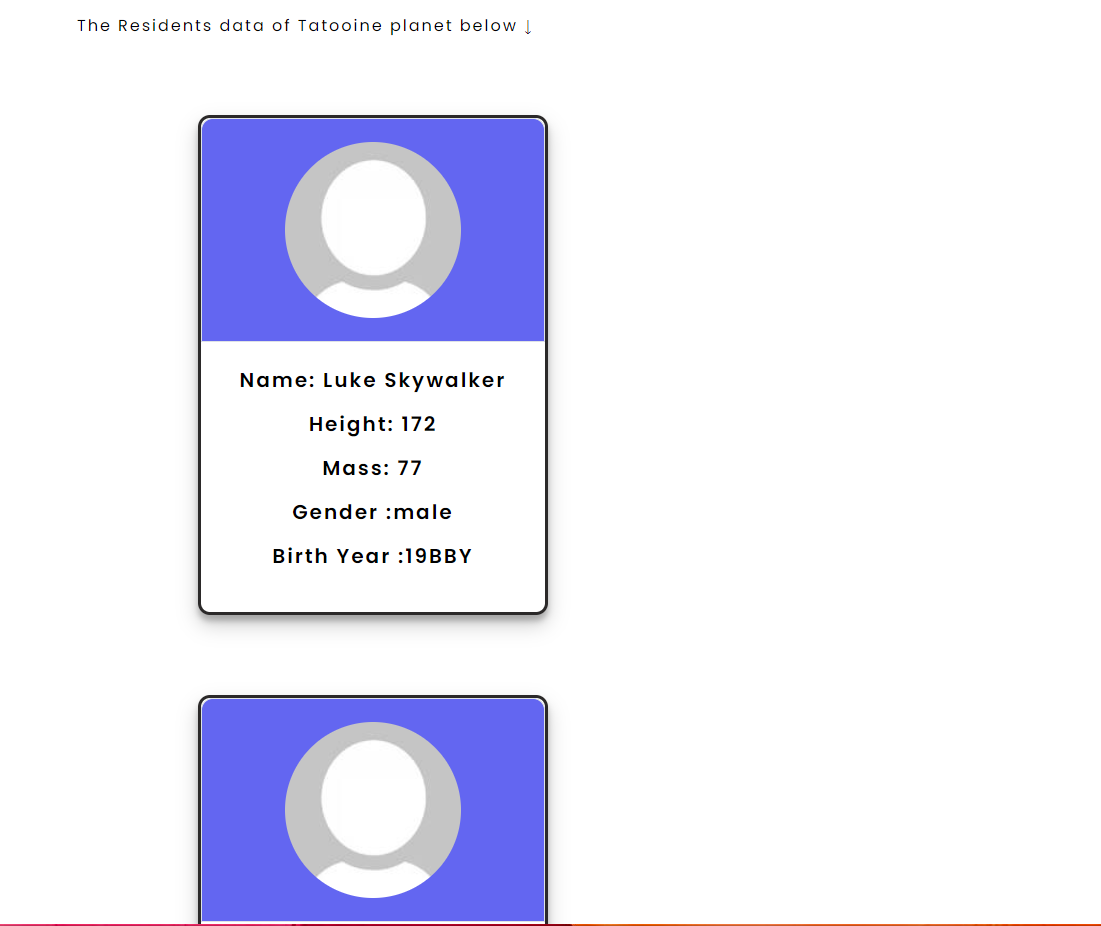 The Residents data of Tatooine planet below ↓
Name: Luke Skywalker
Height: 172
Mass: 77
Gender :male
Birth Year :19BBY